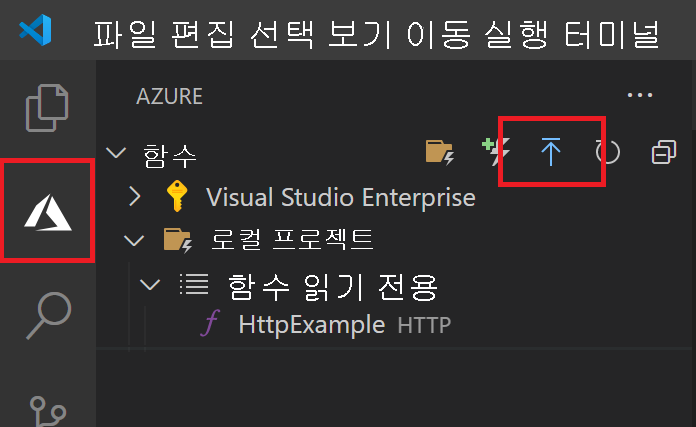 파일 편집 선택 보기 이동 실행 터미널
AZURE
함수
Visual Studio Enterprise
로컬 프로젝트
함수 읽기 전용
HttpExample HTTP